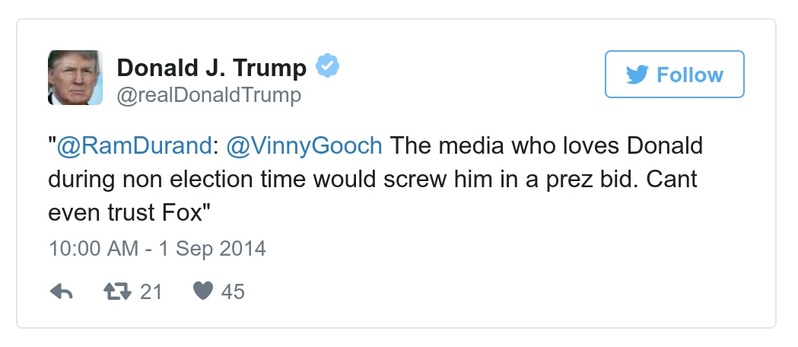 Donald J. Trump
@realDonaldTrump
Follow
"@RamDurand: @VinnyGooch The media who loves Donald
during non election time would screw him in a prez bid. Cant
even trust Fox"
10:00 AM - 1 Sep 2014
21 45